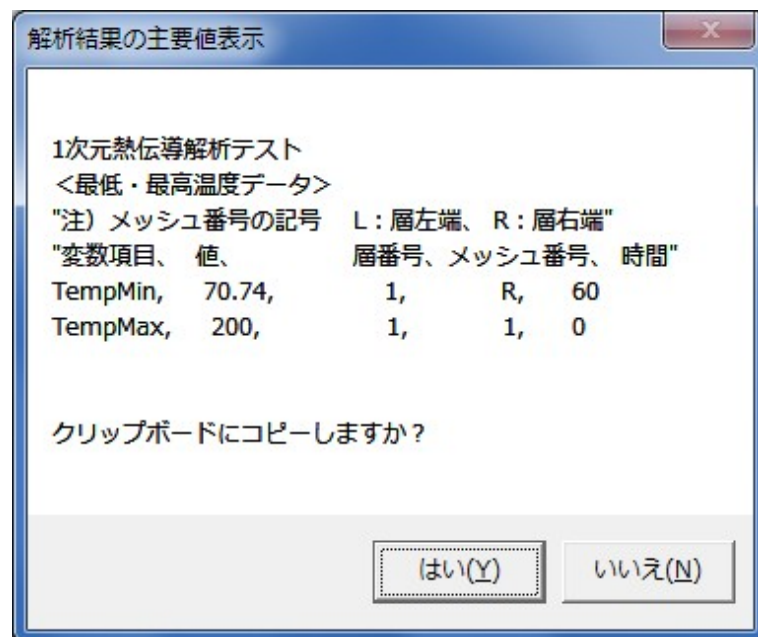 解析結果の主要値表示
1次元熱伝導解析テスト
<最低・最高温度データ>
"注）メッシュ番号の記号　L：層左端、R：層右端"
"変数項目、 値、 層番号、メッシュ番号、 時間"
TempMin, 70.74, 1, R, 60
TempMax, 200, 1, 1, 0
クリップボードにコピーしますか？
はい(Y) いいえ(N)